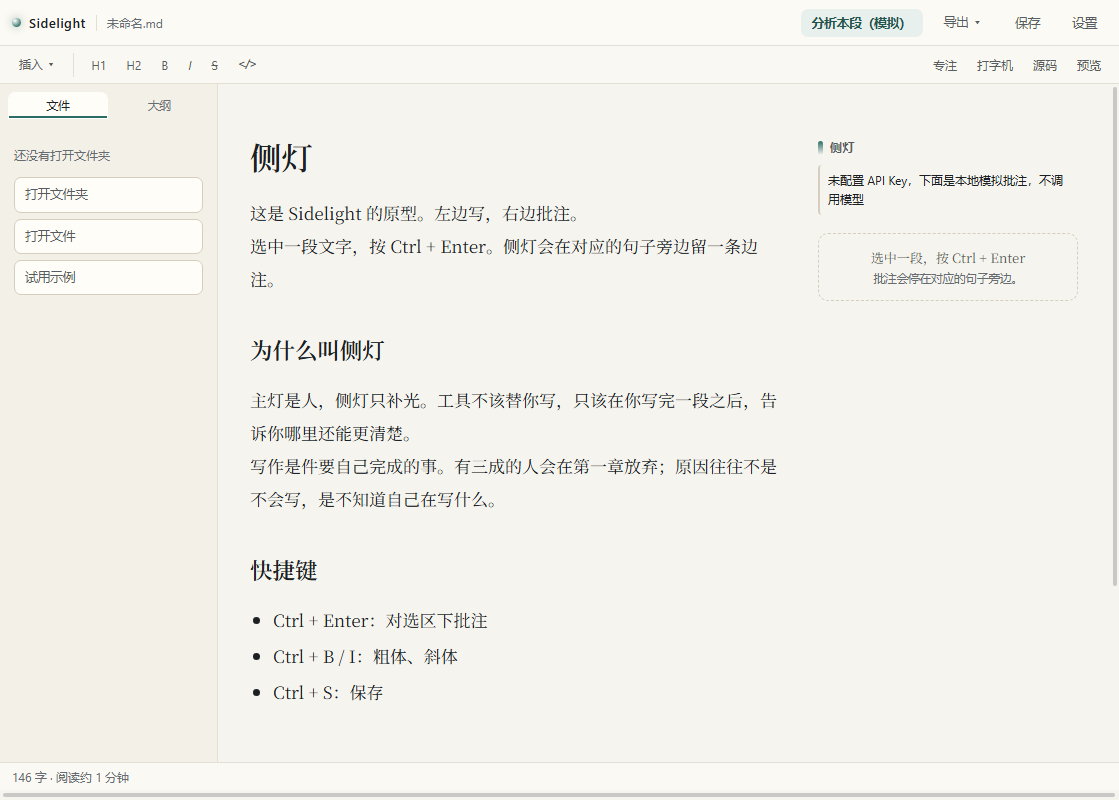 Sidelight 未命名.md 分析本段（模拟） 导出 保存 设置
插入 H1 H2 B I S </> 专注 打字机 源码 预览
文件 大纲
还没有打开文件夹
打开文件夹
打开文件
试用示例
侧灯
这是 Sidelight 的原型。左边写，右边批注。
选中一段文字，按 Ctrl + Enter。侧灯会在对应的句子旁边留一条边
注。
为什么叫侧灯
主灯是人，侧灯只补光。工具不该替你写，只该在你写完一段之后，告
诉你哪里还能更清楚。
写作是件要自己完成的事。有三成的人会在第一章放弃；原因往往不是
不会写，是不知道自己在写什么。
快捷键
Ctrl + Enter：对选区下批注
Ctrl + B / I：粗体、斜体
Ctrl + S：保存
侧灯
未配置 API Key，下面是本地模拟批注，不调
用模型
选中一段，按 Ctrl + Enter
批注会停在对应的句子旁边。
146 字 · 阅读约 1 分钟